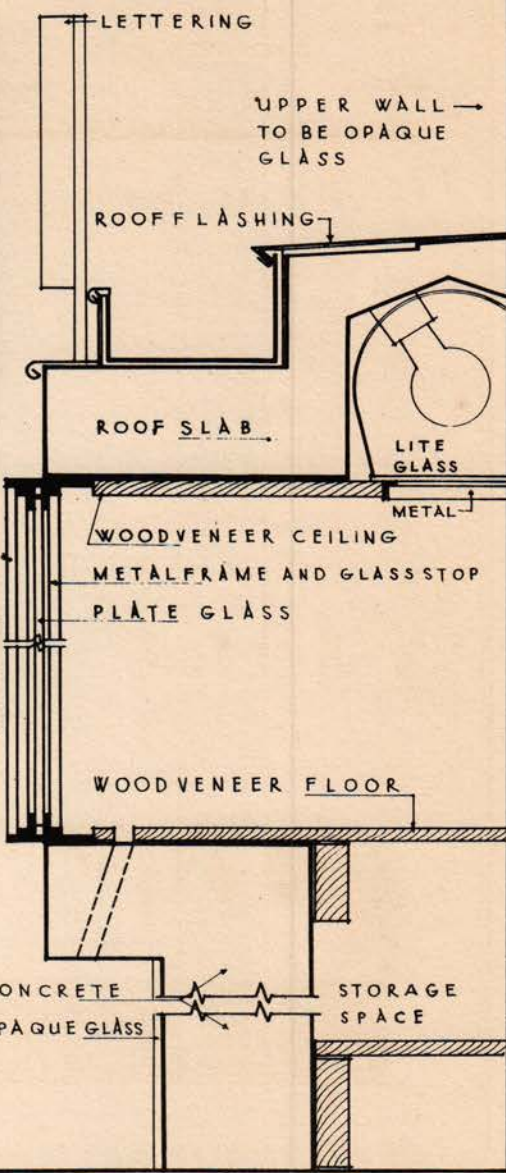 LETTERING
UPPER WALL
TO BE OPAQUE
GLASS
ROOF FLASHING
ROOF SLAB
LITE
GLASS
METAL
WOODVENEER CEILING
METALFRAME AND GLASS STOP
PLATE GLASS
WOODVENEER FLOOR
ONCRETE
PAQUE GLASS
STORAGE
SPACE